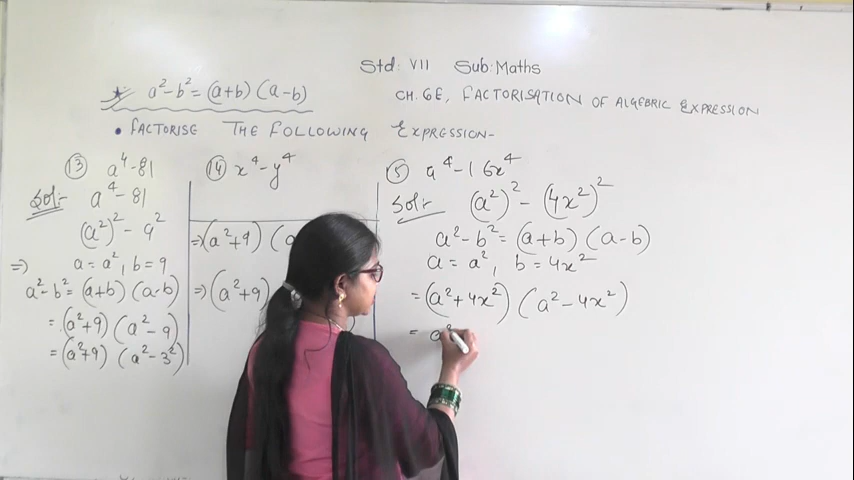 Std: VII Sub: Maths
★ a²-b² = (a+b) (a-b)
CH. 6E, FACTORISATION OF ALGEBRIC EXPRESSION
• FACTORISE THE FOLLOWING EXPRESSION-
(13) a⁴-81
Sol:- a⁴-81
(a²)² - 9²
=) a = a², b = 9
a²-b² = (a+b) (a-b)
= (a²+9) (a²-9)
= (a²+9) (a²-3²)
(14) x⁴-y⁴
=) (a²+9) (a
=) (a²+9)
(15) a⁴-16x⁴
Sol:- (a²)² - (4x²)²
a²-b² = (a+b) (a-b)
a = a², b = 4x²
= (a²+4x²) (a²-4x²)
= a²